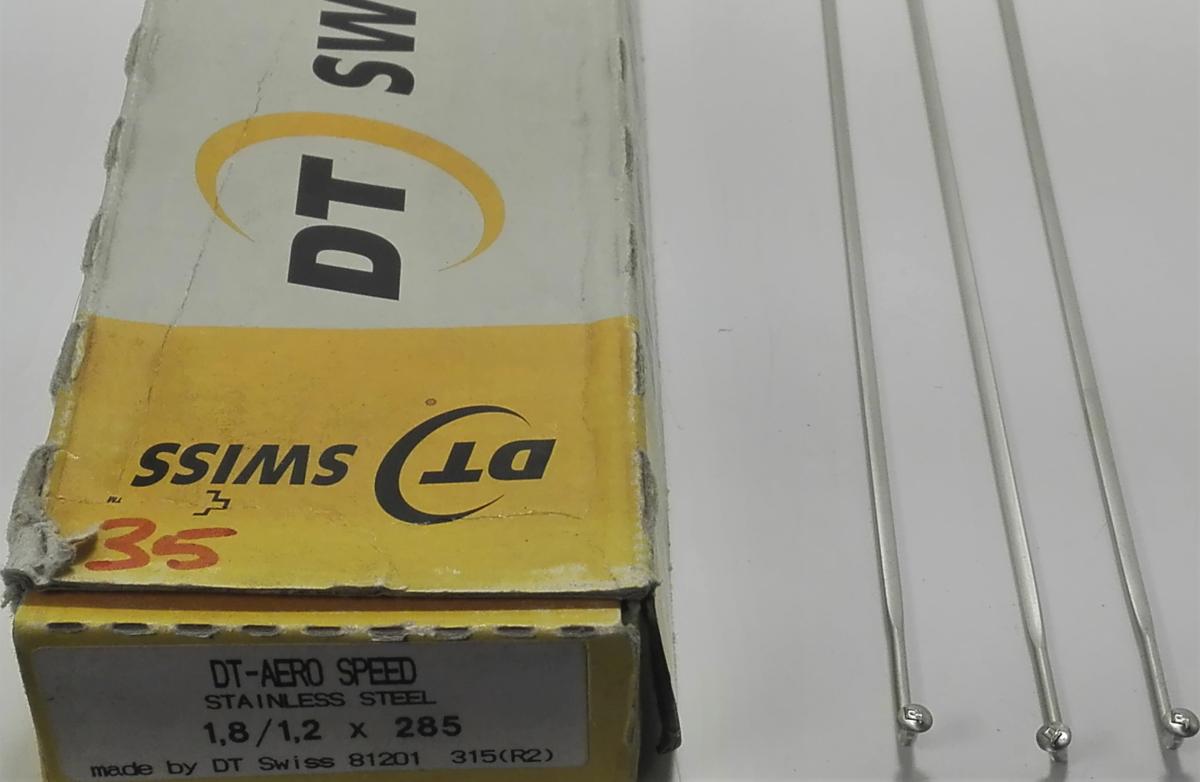 DT SW
DT SWISS
TM
35
DT-AERO SPEED
STAINLESS STEEL
1,8/1,2 x 285
made by DT Swiss 81201 315(R2)